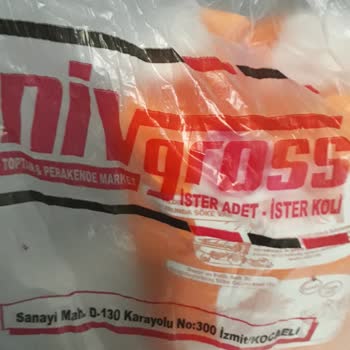 niv gross
TOPTAN & PERAKENDE MARKET
İSTER ADET - İSTER KOLİ
Sanayi Mah. D-130 Karayolu No:300 İzmit/KOCAELİ